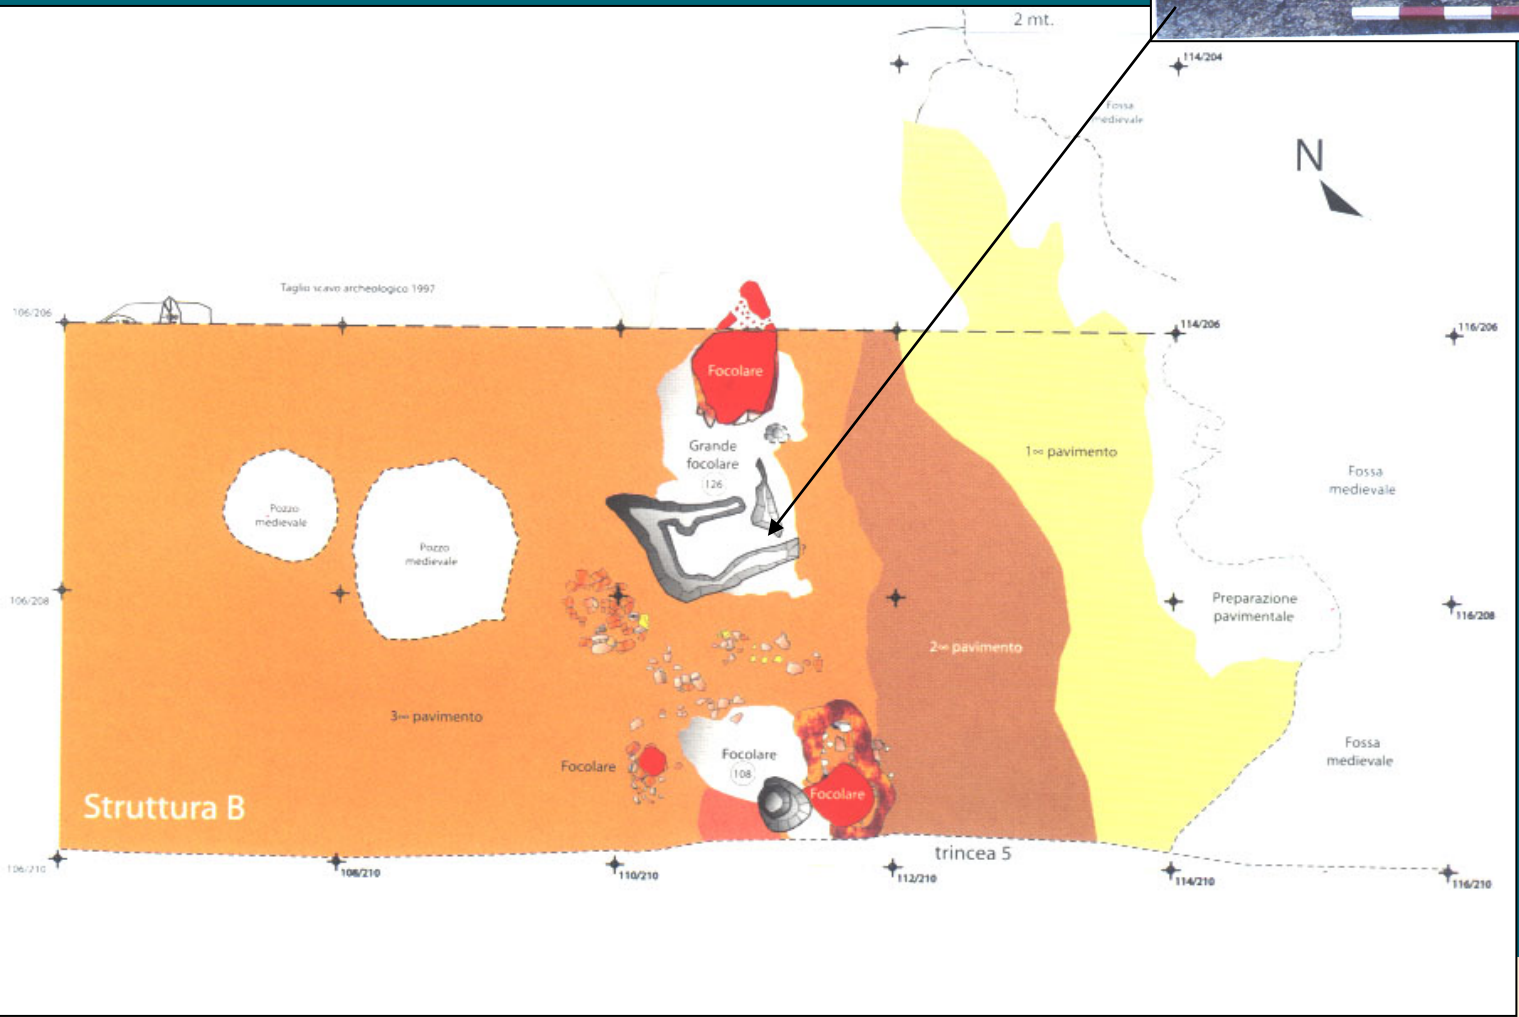 2 mt.
114/204
Fossa
medievale
N
Taglio scavo archeologico 1997
106/206
114/206
116/206
Focolare
Grande
focolare
126
1∞ pavimento
Fossa
medievale
Pozzo
medievale
Pozzo
medievale
106/208
Preparazione
pavimentale
116/208
2∞ pavimento
3∞ pavimento
Focolare
Focolare
108
Focolare
Fossa
medievale
Struttura B
trincea 5
106/210
108/210
110/210
112/210
114/210
116/210